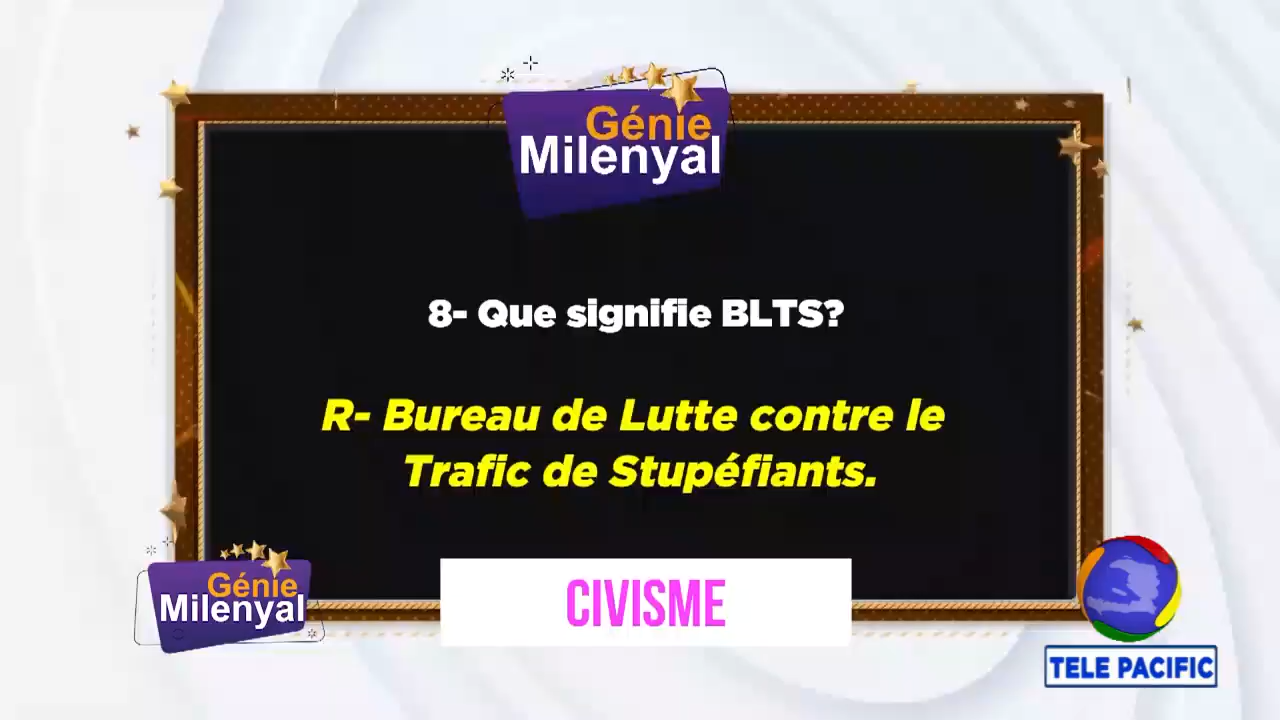 Génie
Milenyal
8- Que signifie BLTS?
R- Bureau de Lutte contre le
Trafic de Stupéfiants.
Génie
Milenyal
CIVISME
TELE PACIFIC